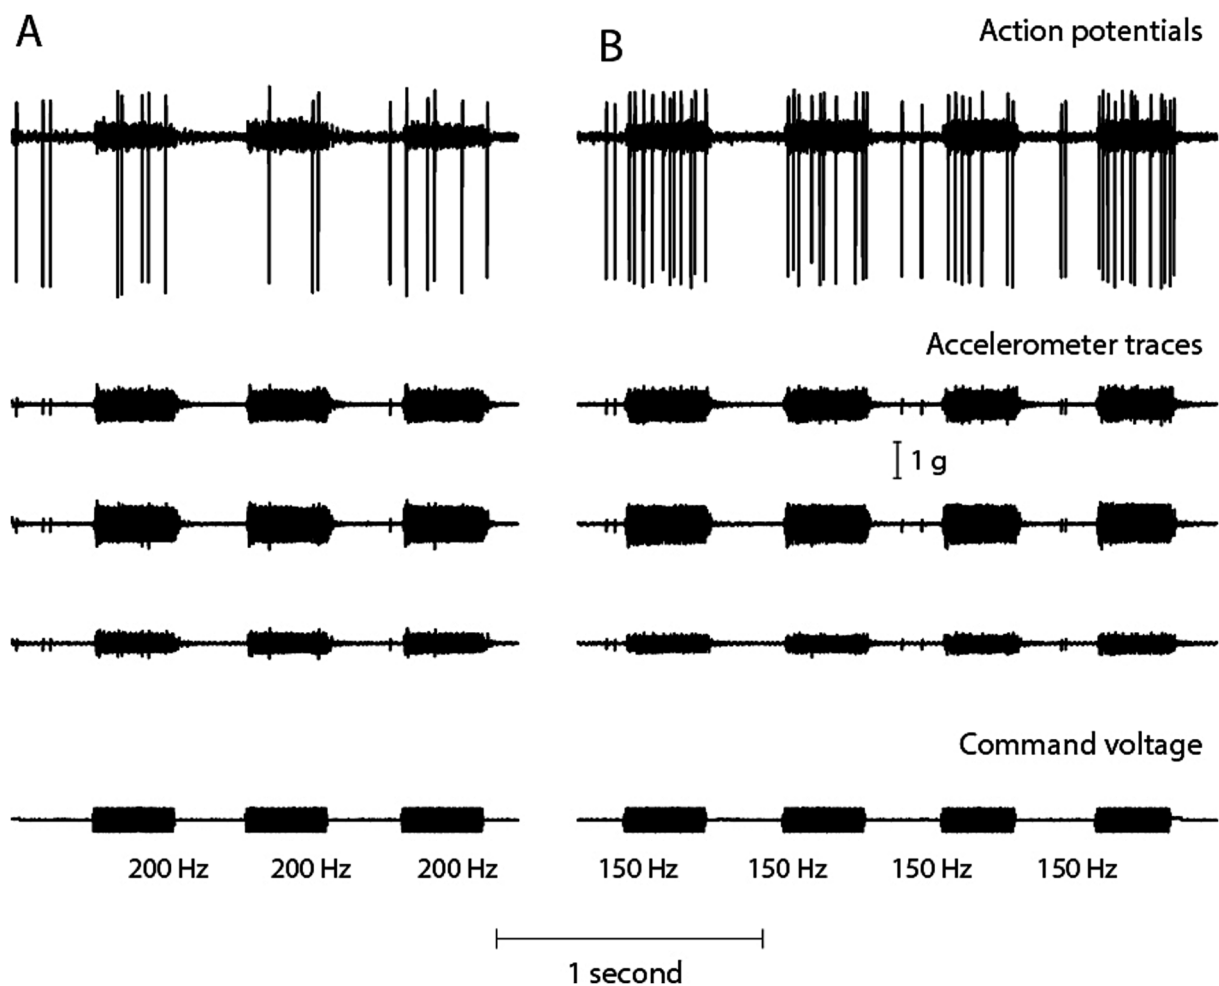 A
B
Action potentials
Accelerometer traces
1 g
Command voltage
200 Hz 200 Hz 200 Hz 150 Hz 150 Hz 150 Hz 150 Hz
1 second